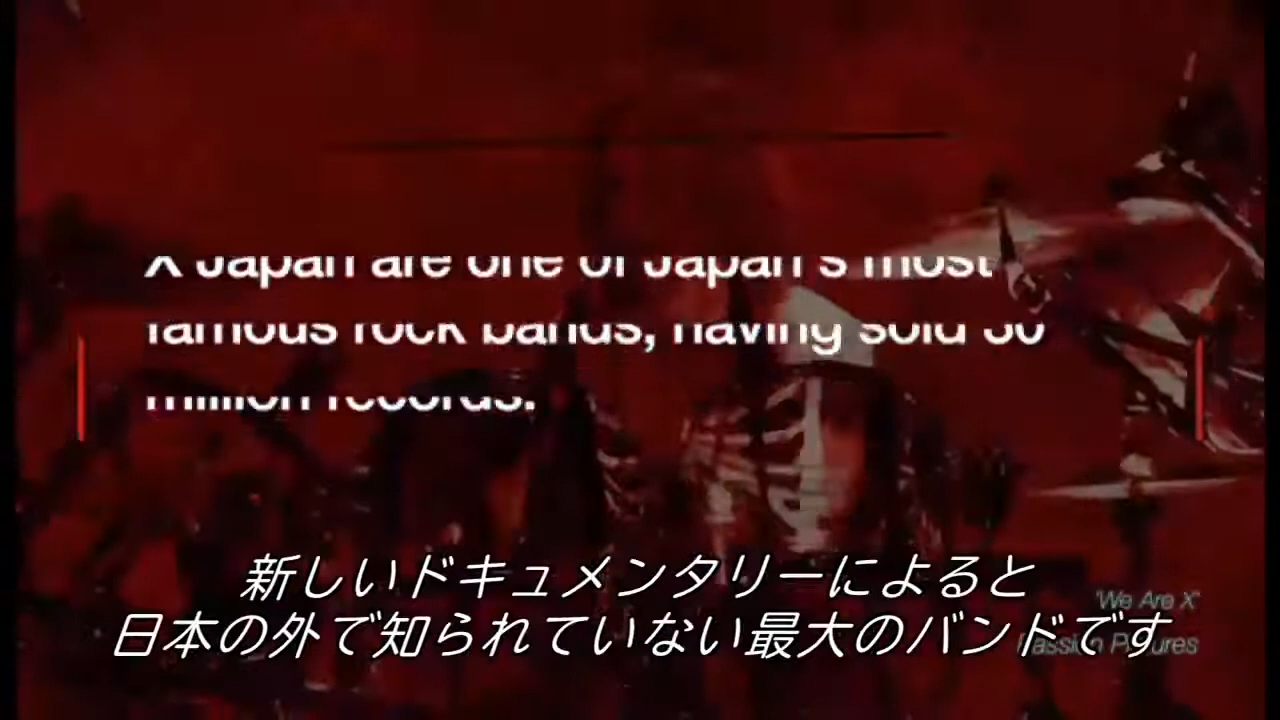 X Japan are one of Japan's most
famous rock bands, having sold 30
million records.
新しいドキュメンタリーによると
'We Are X'
日本の外で知られていない最大のバンドです
Passion Pictures